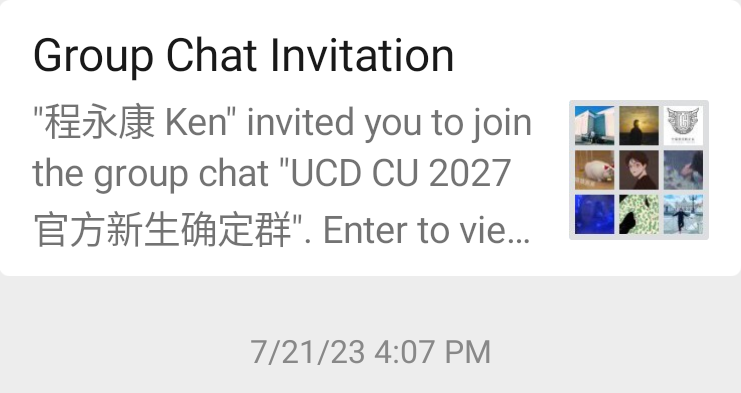 Group Chat Invitation
"程永康 Ken" invited you to join
the group chat "UCD CU 2027
官方新生确定群". Enter to vie...
7/21/23 4:07 PM